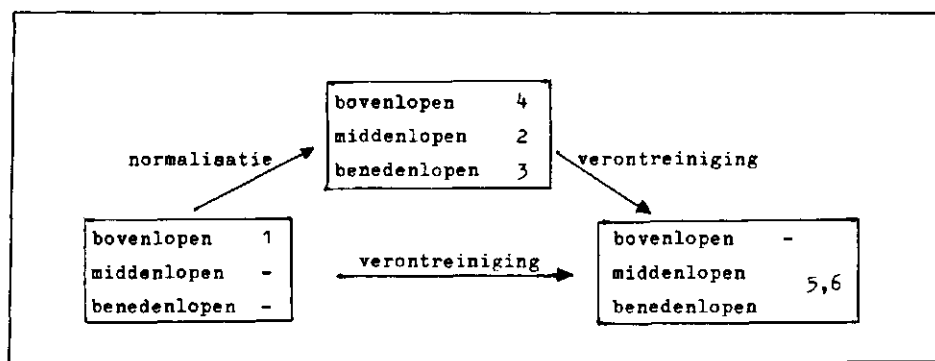 bovenlopen 4
middenlopen 2
benedenlopen 3
normalisatie
verontreiniging
bovenlopen 1
middenlopen -
benedenlopen -
verontreiniging
bovenlopen -
middenlopen
5,6
benedenlopen